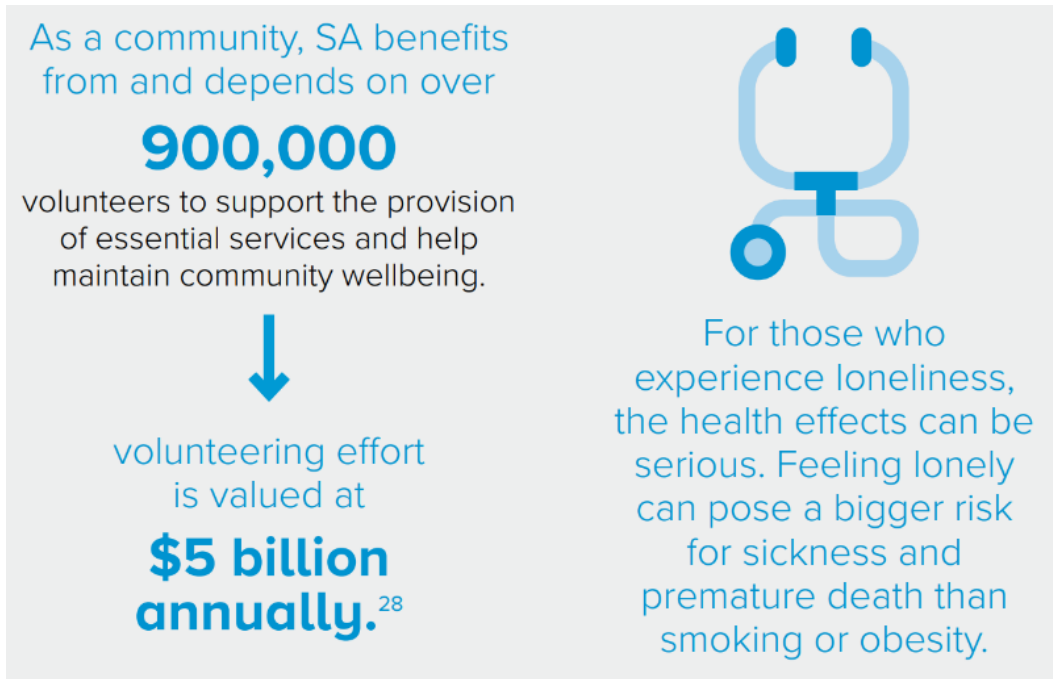 As a community, SA benefits
from and depends on over
900,000
volunteers to support the provision
of essential services and help
maintain community wellbeing.
volunteering effort
is valued at
$5 billion
annually.28
For those who
experience loneliness,
the health effects can be
serious. Feeling lonely
can pose a bigger risk
for sickness and
premature death than
smoking or obesity.